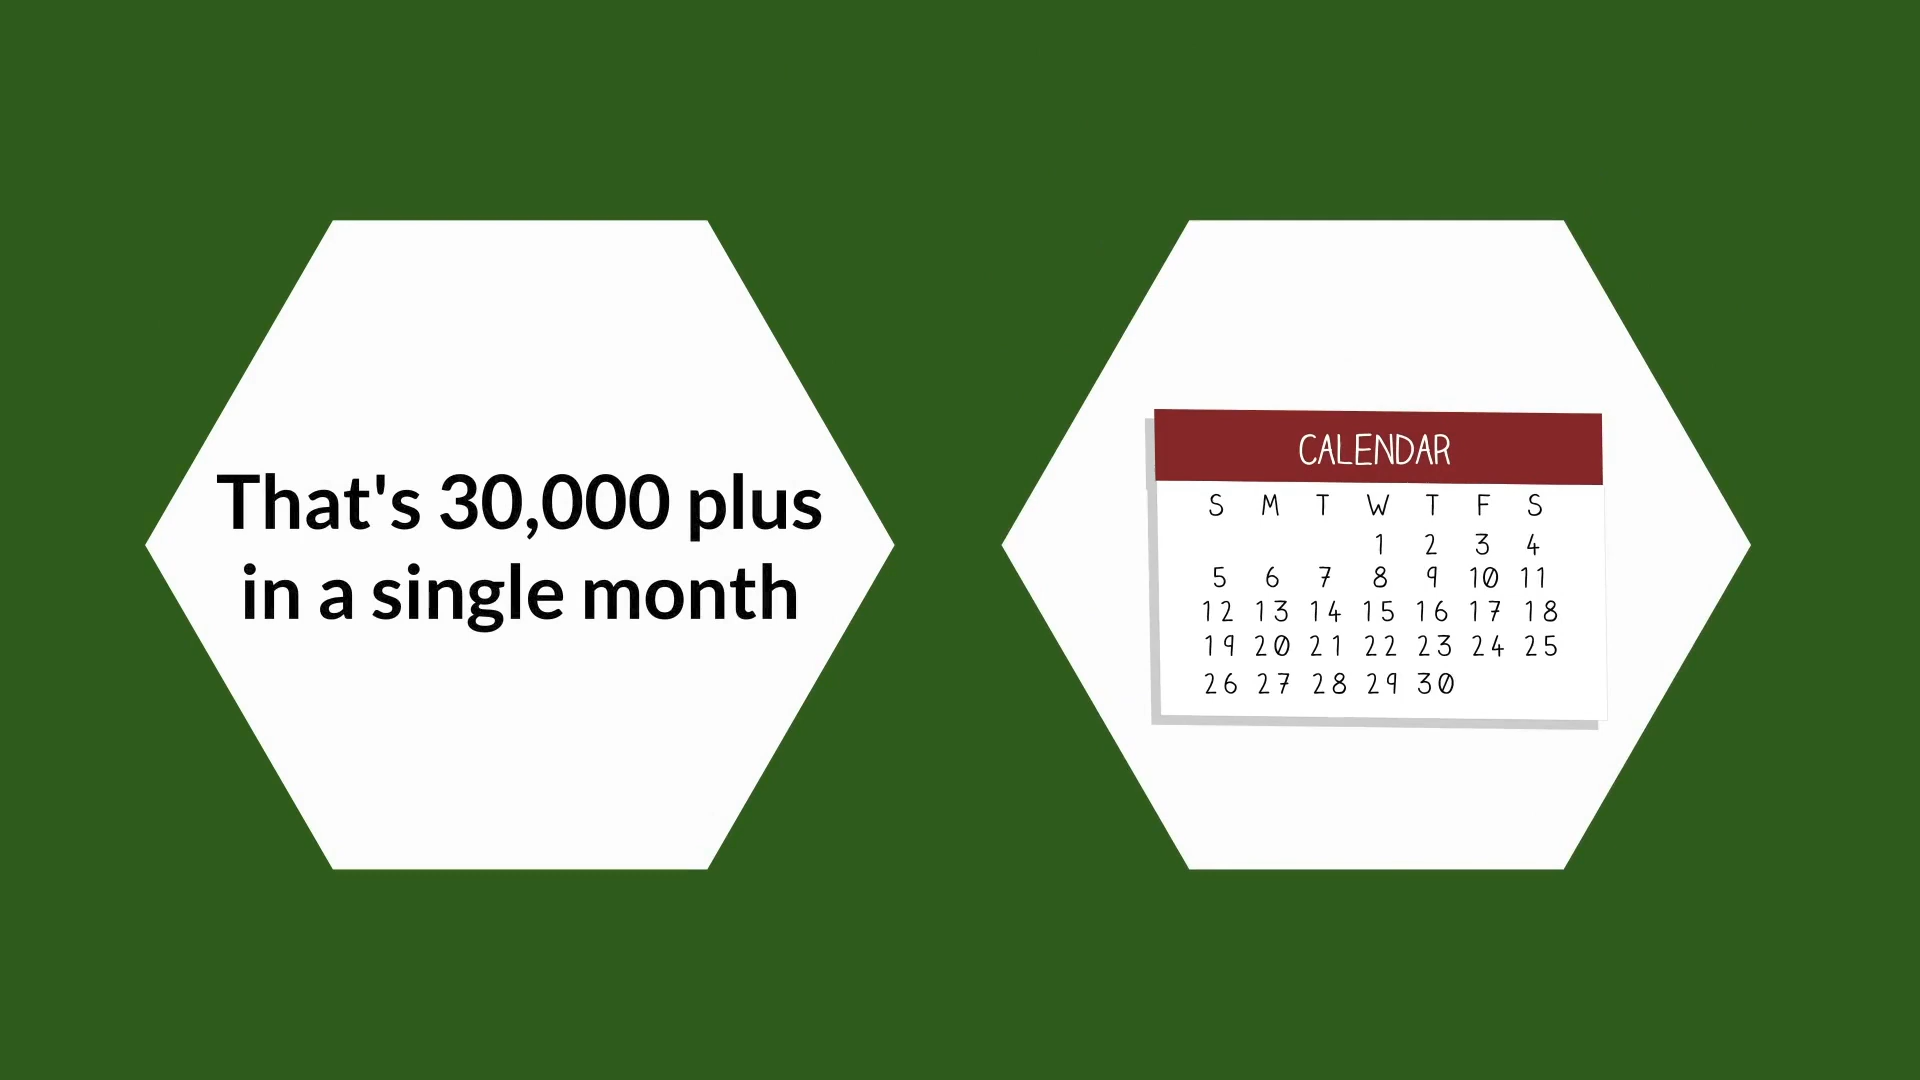 That's 30,000 plus
in a single month
CALENDAR
S M T W T F S
1 2 3 4
5 6 7 8 9 10 11
12 13 14 15 16 17 18
19 20 21 22 23 24 25
26 27 28 29 30